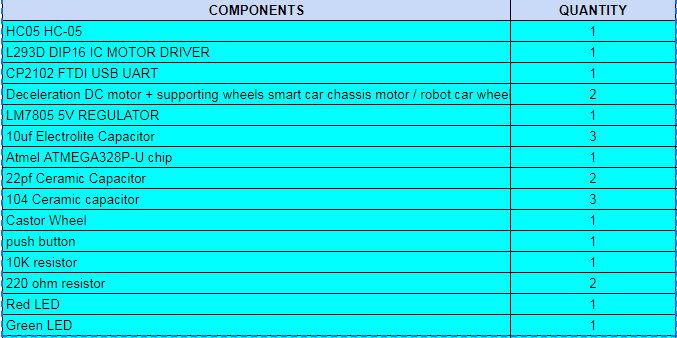 COMPONENTS QUANTITY
HC05 HC-05 1
L293D DIP16 IC MOTOR DRIVER 1
CP2102 FTDI USB UART 1
Deceleration DC motor + supporting wheels smart car chassis motor / robot car whee 2
LM7805 5V REGULATOR 1
10uf Electrolite Capacitor 3
Atmel ATMEGA328P-U chip 1
22pf Ceramic Capacitor 2
104 Ceramic capacitor 3
Castor Wheel 1
push button 1
10K resistor 1
220 ohm resistor 2
Red LED 1
Green LED 1